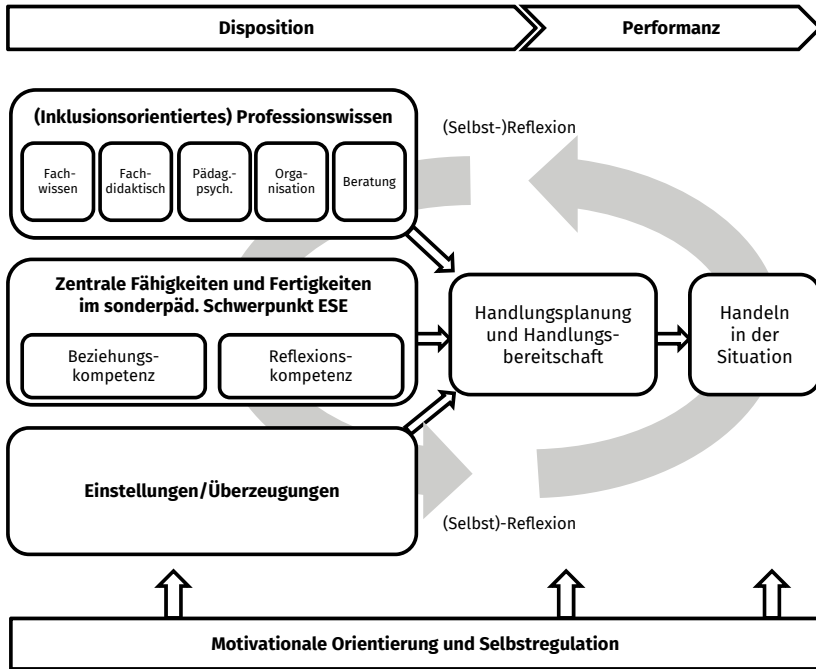 Disposition
Performanz
(Inklusionsorientiertes) Professionswissen
Fach-
wissen
Fach-
didaktisch
Pädag.-
psych.
Orga-
nisation
Beratung
(Selbst-)Reflexion
Zentrale Fähigkeiten und Fertigkeiten
im sonderpäd. Schwerpunkt ESE
Beziehungs-
kompetenz
Reflexions-
kompetenz
Handlungsplanung
und Handlungs-
bereitschaft
Handeln
in der
Situation
Einstellungen/Überzeugungen
(Selbst)-Reflexion
Motivationale Orientierung und Selbstregulation